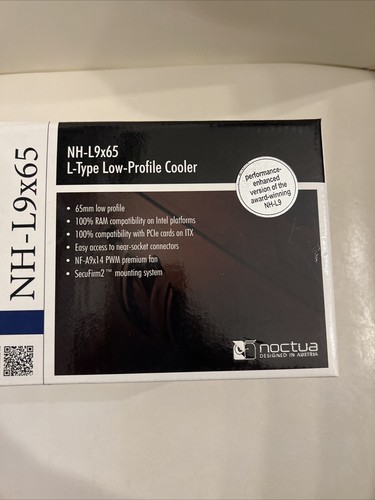 NH-L9x65
NH-L9x65
L-Type Low-Profile Cooler
performance-
enhanced
version of the
award-winning
NH-L9
• 65mm low profile
• 100% RAM compatibility on Intel platforms
• 100% compatibility with PCIe cards on ITX
• Easy access to near-socket connectors
• NF-A9x14 PWM premium fan
• SecuFirm2™ mounting system
noctua
DESIGNED IN AUSTRIA